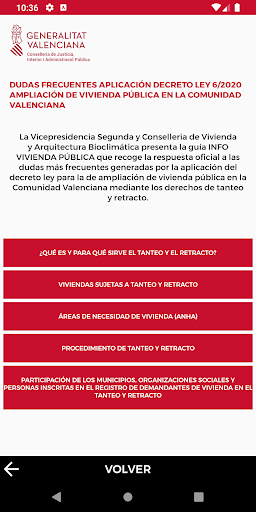 10:36
GENERALITAT
VALENCIANA
Conselleria de Justícia,
Interior i Administració Pública
DUDAS FRECUENTES APLICACIÓN DECRETO LEY 6/2020
AMPLIACIÓN DE VIVIENDA PÚBLICA EN LA COMUNIDAD
VALENCIANA
La Vicepresidencia Segunda y Conselleria de Vivienda
y Arquitectura Bioclimática presenta la guía INFO
VIVIENDA PÚBLICA que recoge la respuesta oficial a las
dudas más frecuentes generadas por la aplicación del
decreto ley para la de ampliación de vivienda pública en la
Comunidad Valenciana mediante los derechos de tanteo
y retracto.
¿QUÉ ES Y PARA QUÉ SIRVE EL TANTEO Y EL RETRACTO?
VIVIENDAS SUJETAS A TANTEO Y RETRACTO
ÁREAS DE NECESIDAD DE VIVIENDA (ANHA)
PROCEDIMIENTO DE TANTEO Y RETRACTO
PARTICIPACIÓN DE LOS MUNICIPIOS, ORGANIZACIONES SOCIALES Y
PERSONAS INSCRITAS EN EL REGISTRO DE DEMANDANTES DE VIVIENDA EN EL
TANTEO Y RETRACTO
VOLVER